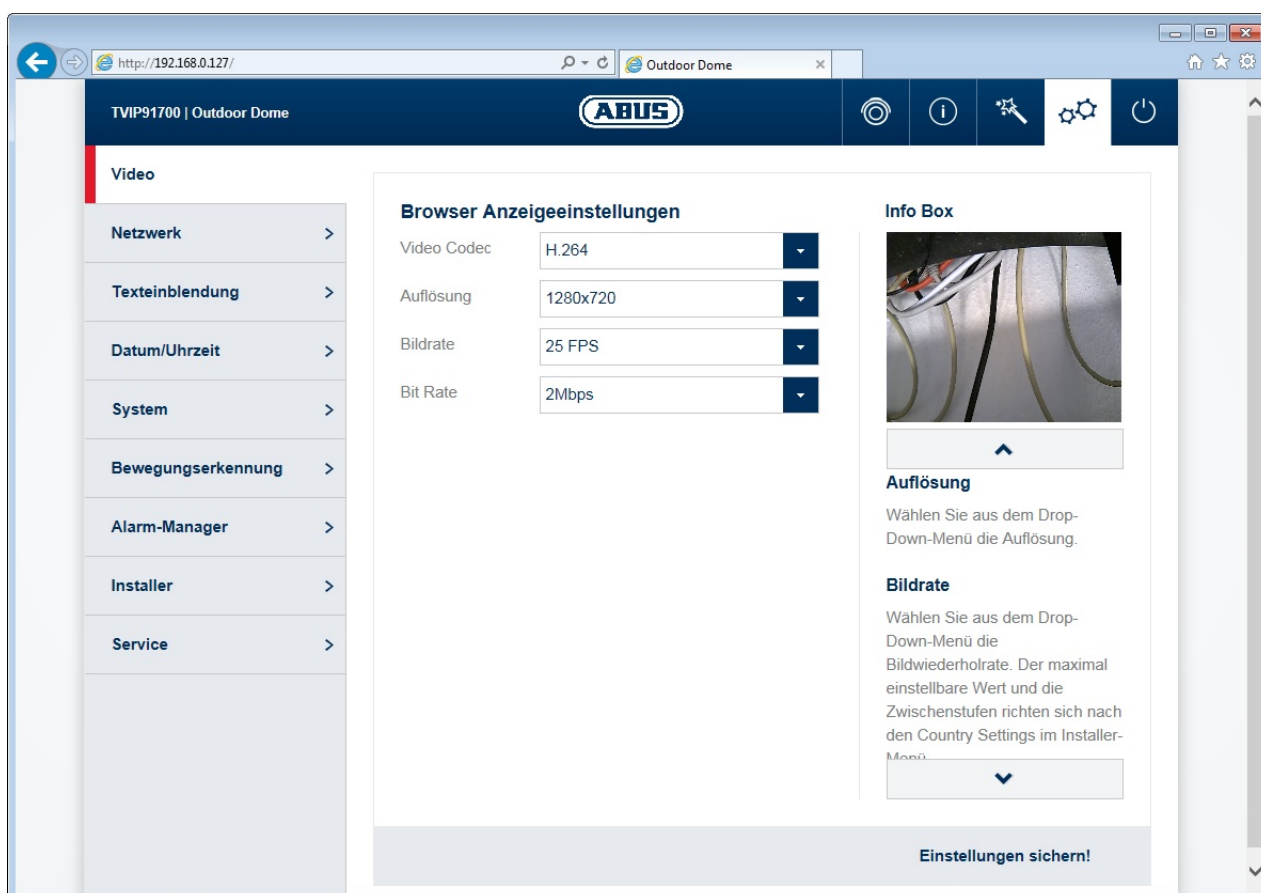 http://192.168.0.127/
Outdoor Dome
TVIP91700 | Outdoor Dome
ABUS
Video
Netzwerk
Texteinblendung
Datum/Uhrzeit
System
Bewegungserkennung
Alarm-Manager
Installer
Service
Browser Anzeigeeinstellungen
Video Codec
H.264
Auflösung
1280x720
Bildrate
25 FPS
Bit Rate
2Mbps
Info Box
Auflösung
Wählen Sie aus dem Drop-
Down-Menü die Auflösung.
Bildrate
Wählen Sie aus dem Drop-
Down-Menü die
Bildwiederholrate. Der maximal
einstellbare Wert und die
Zwischenstufen richten sich nach
den Country Settings im Installer-
Menü
Einstellungen sichern!